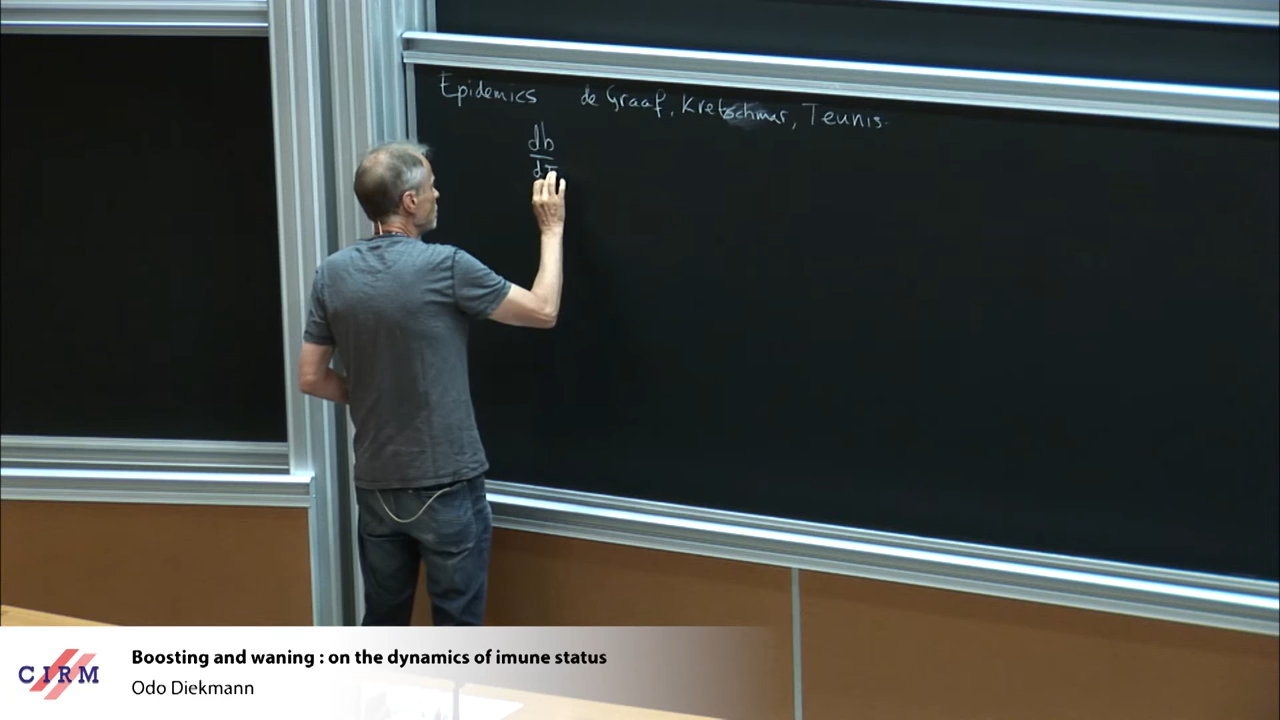 Epidemics de Graaf, Kretschmar, Teunis.
db
dτ
CIRM
Boosting and waning : on the dynamics of imune status
Odo Diekmann